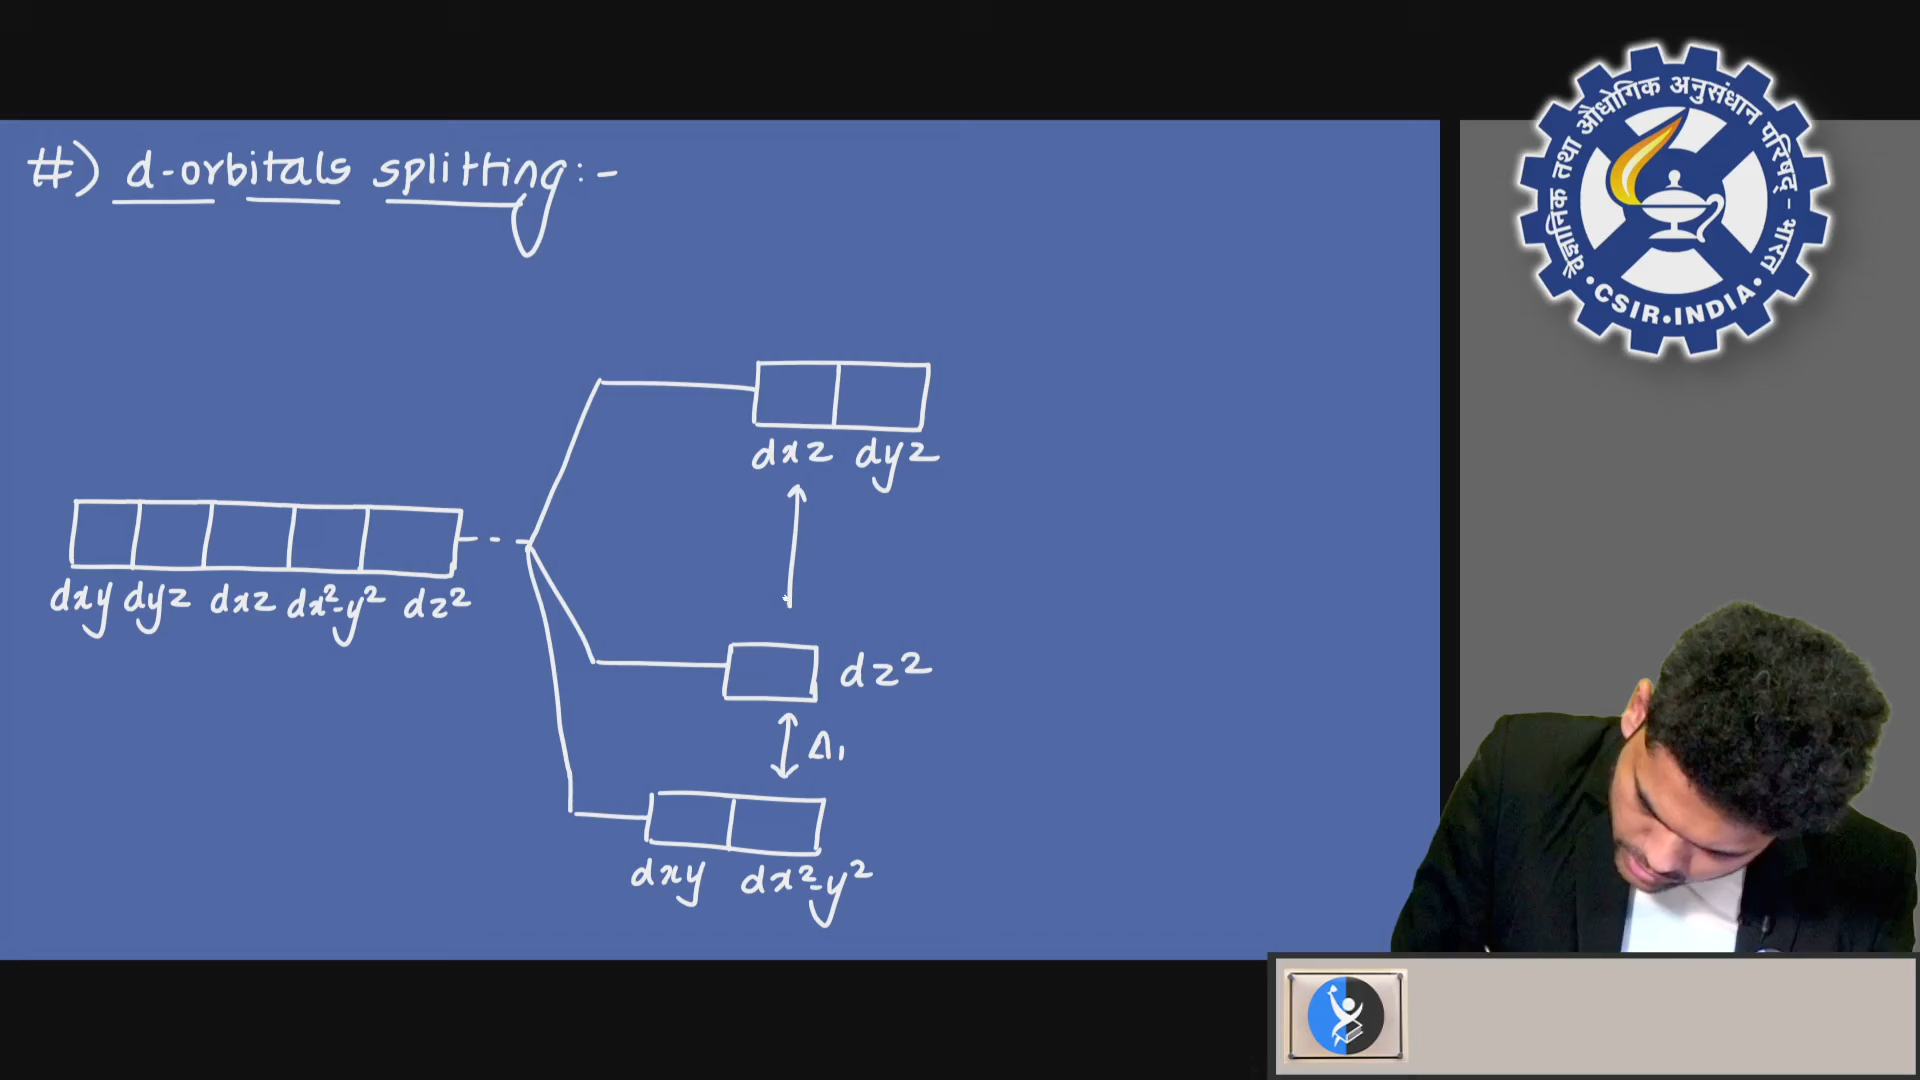 #) d-orbitals splitting:-
dxz dyz
dxy dyz dxz dx²-y² dz²
dz²
Δ₁
dxy dx²-y²
वैज्ञानिक तथा औद्योगिक अनुसंधान परिषद् - भारत
• CSIR•INDIA •